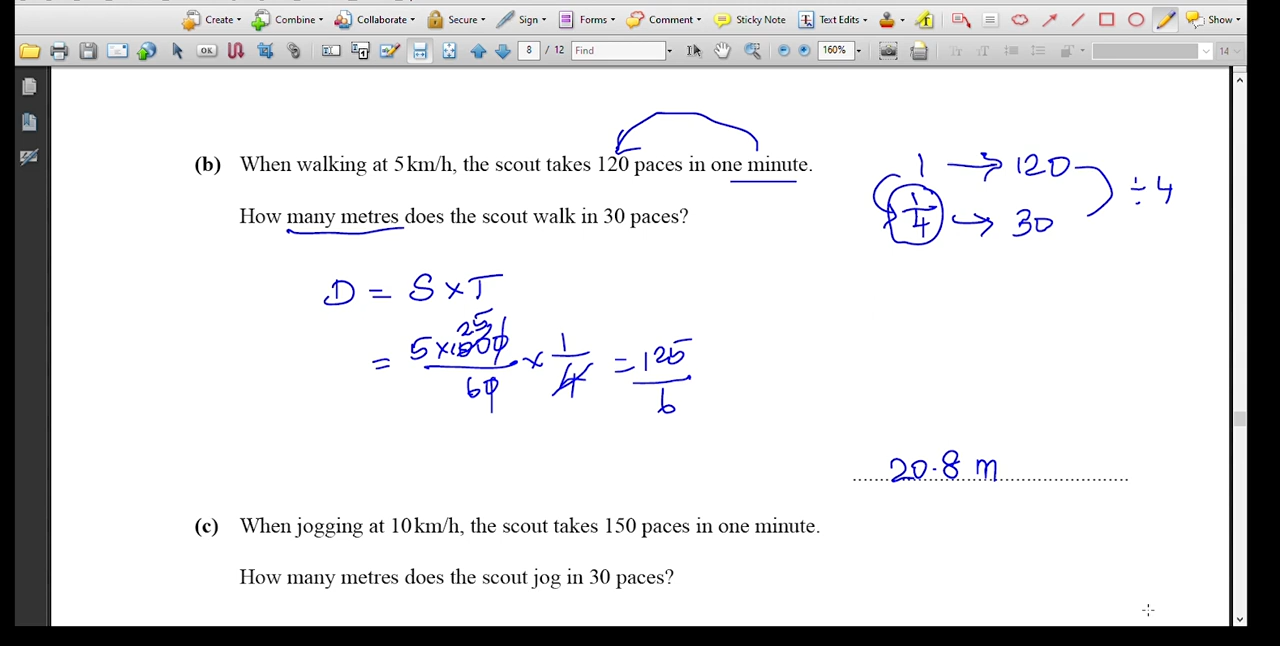 Create Combine Collaborate Secure Sign Forms Comment Sticky Note Text Edits Show
OK 8 / 12 Find 160% 14
(b) When walking at 5 km/h, the scout takes 120 paces in one minute.
How many metres does the scout walk in 30 paces?
1 → 120
1/4 → 30
÷ 4
D = S × T
= 5 × 1000 / 60 × 1 / 4 = 125 / 6
25
20.8 m
(c) When jogging at 10 km/h, the scout takes 150 paces in one minute.
How many metres does the scout jog in 30 paces?